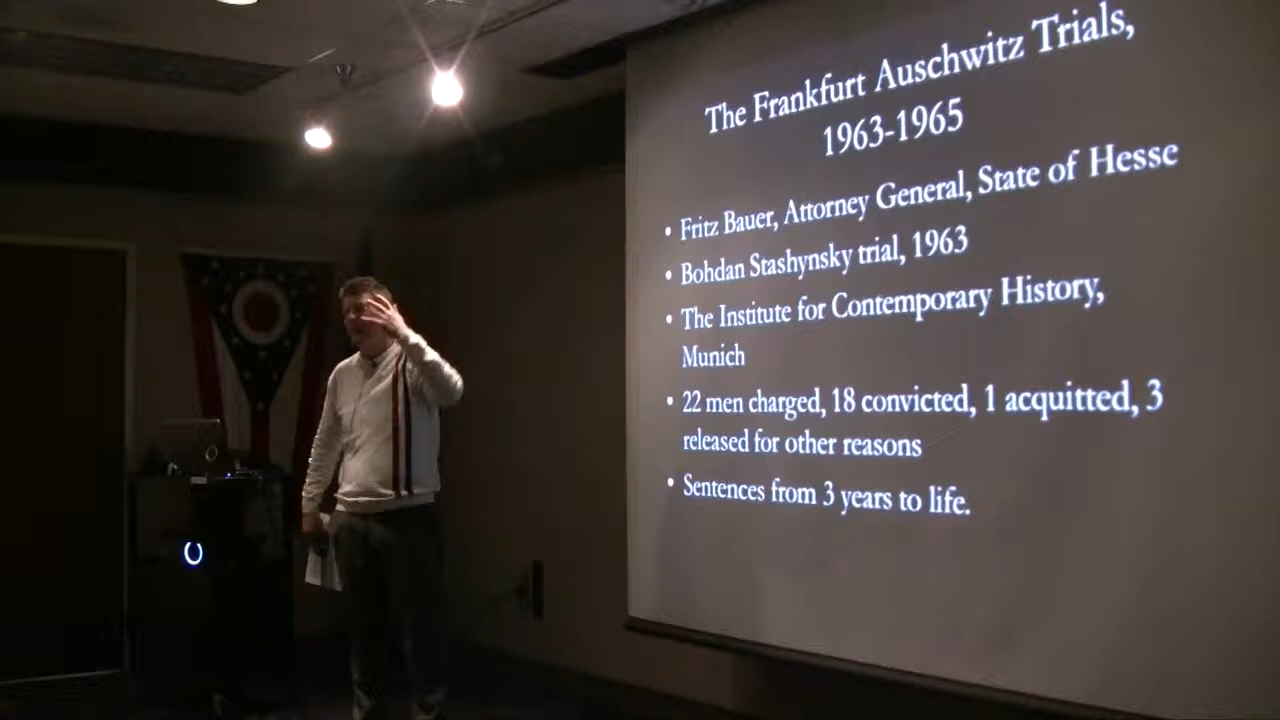 The Frankfurt Auschwitz Trials,
1963-1965
• Fritz Bauer, Attorney General, State of Hesse
• Bohdan Stashynsky trial, 1963
• The Institute for Contemporary History,
Munich
• 22 men charged, 18 convicted, 1 acquitted, 3
released for other reasons
• Sentences from 3 years to life.